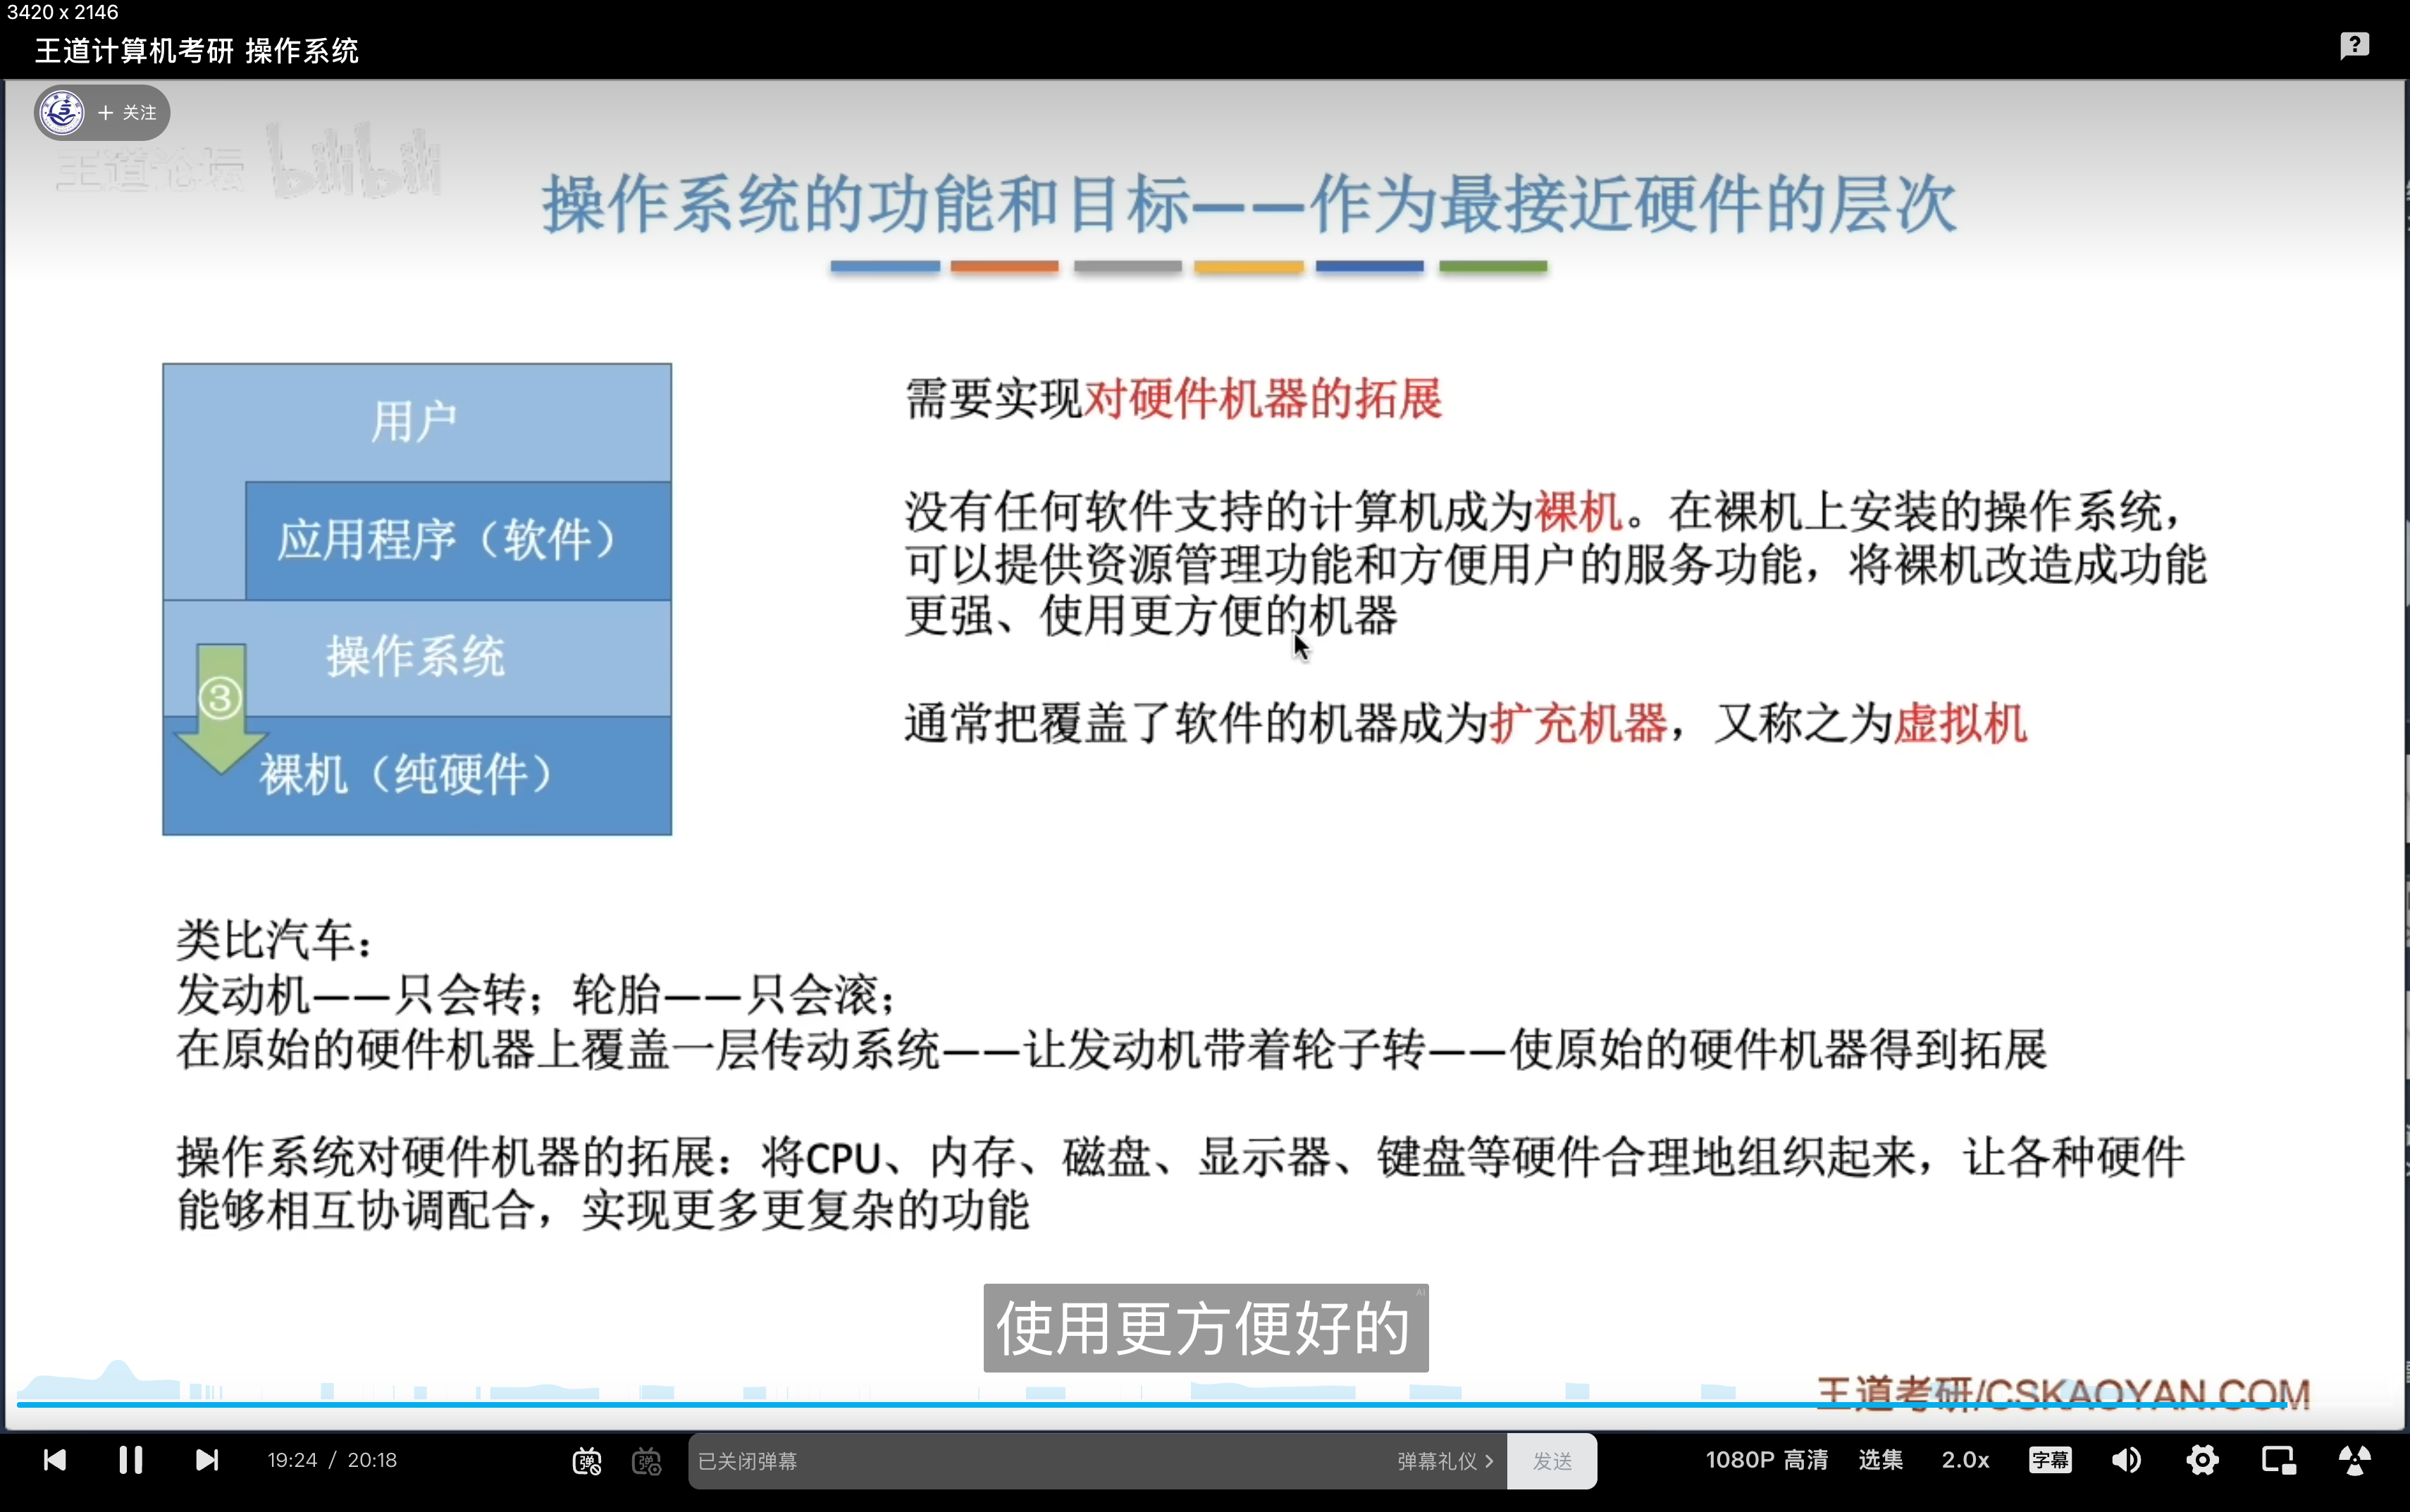 3420 x 2146
王道计算机考研 操作系统
+ 关注
王道论坛 bilibili
操作系统的功能和目标——作为最接近硬件的层次
用户
应用程序（软件）
操作系统
③
裸机（纯硬件）
需要实现对硬件机器的拓展
没有任何软件支持的计算机成为裸机。在裸机上安装的操作系统，
可以提供资源管理功能和方便用户的服务功能，将裸机改造成功能
更强、使用更方便的机器
通常把覆盖了软件的机器成为扩充机器，又称之为虚拟机
类比汽车：
发动机——只会转；轮胎——只会滚；
在原始的硬件机器上覆盖一层传动系统——让发动机带着轮子转——使原始的硬件机器得到拓展
操作系统对硬件机器的拓展：将CPU、内存、磁盘、显示器、键盘等硬件合理地组织起来，让各种硬件
能够相互协调配合，实现更多更复杂的功能
AI
使用更方便好的
王道考研/CSKAOYAN.COM
19:24 / 20:18
弹
弹
已关闭弹幕
弹幕礼仪 >
发送
1080P 高清
选集
2.0x
字幕